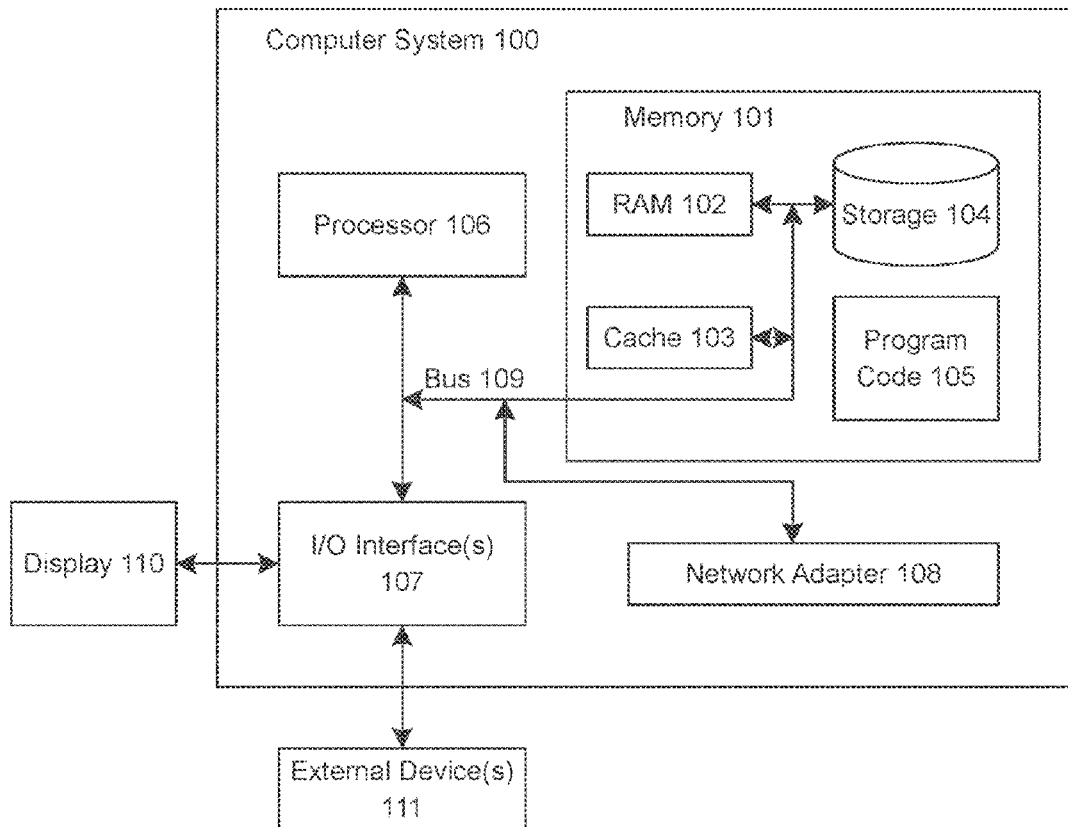 Computer System 100
Memory 101
RAM 102
Storage 104
Processor 106
Cache 103
Program
Code 105
Bus 109
Display 110
I/O Interface(s)
107
Network Adapter 108
External Device(s)
111